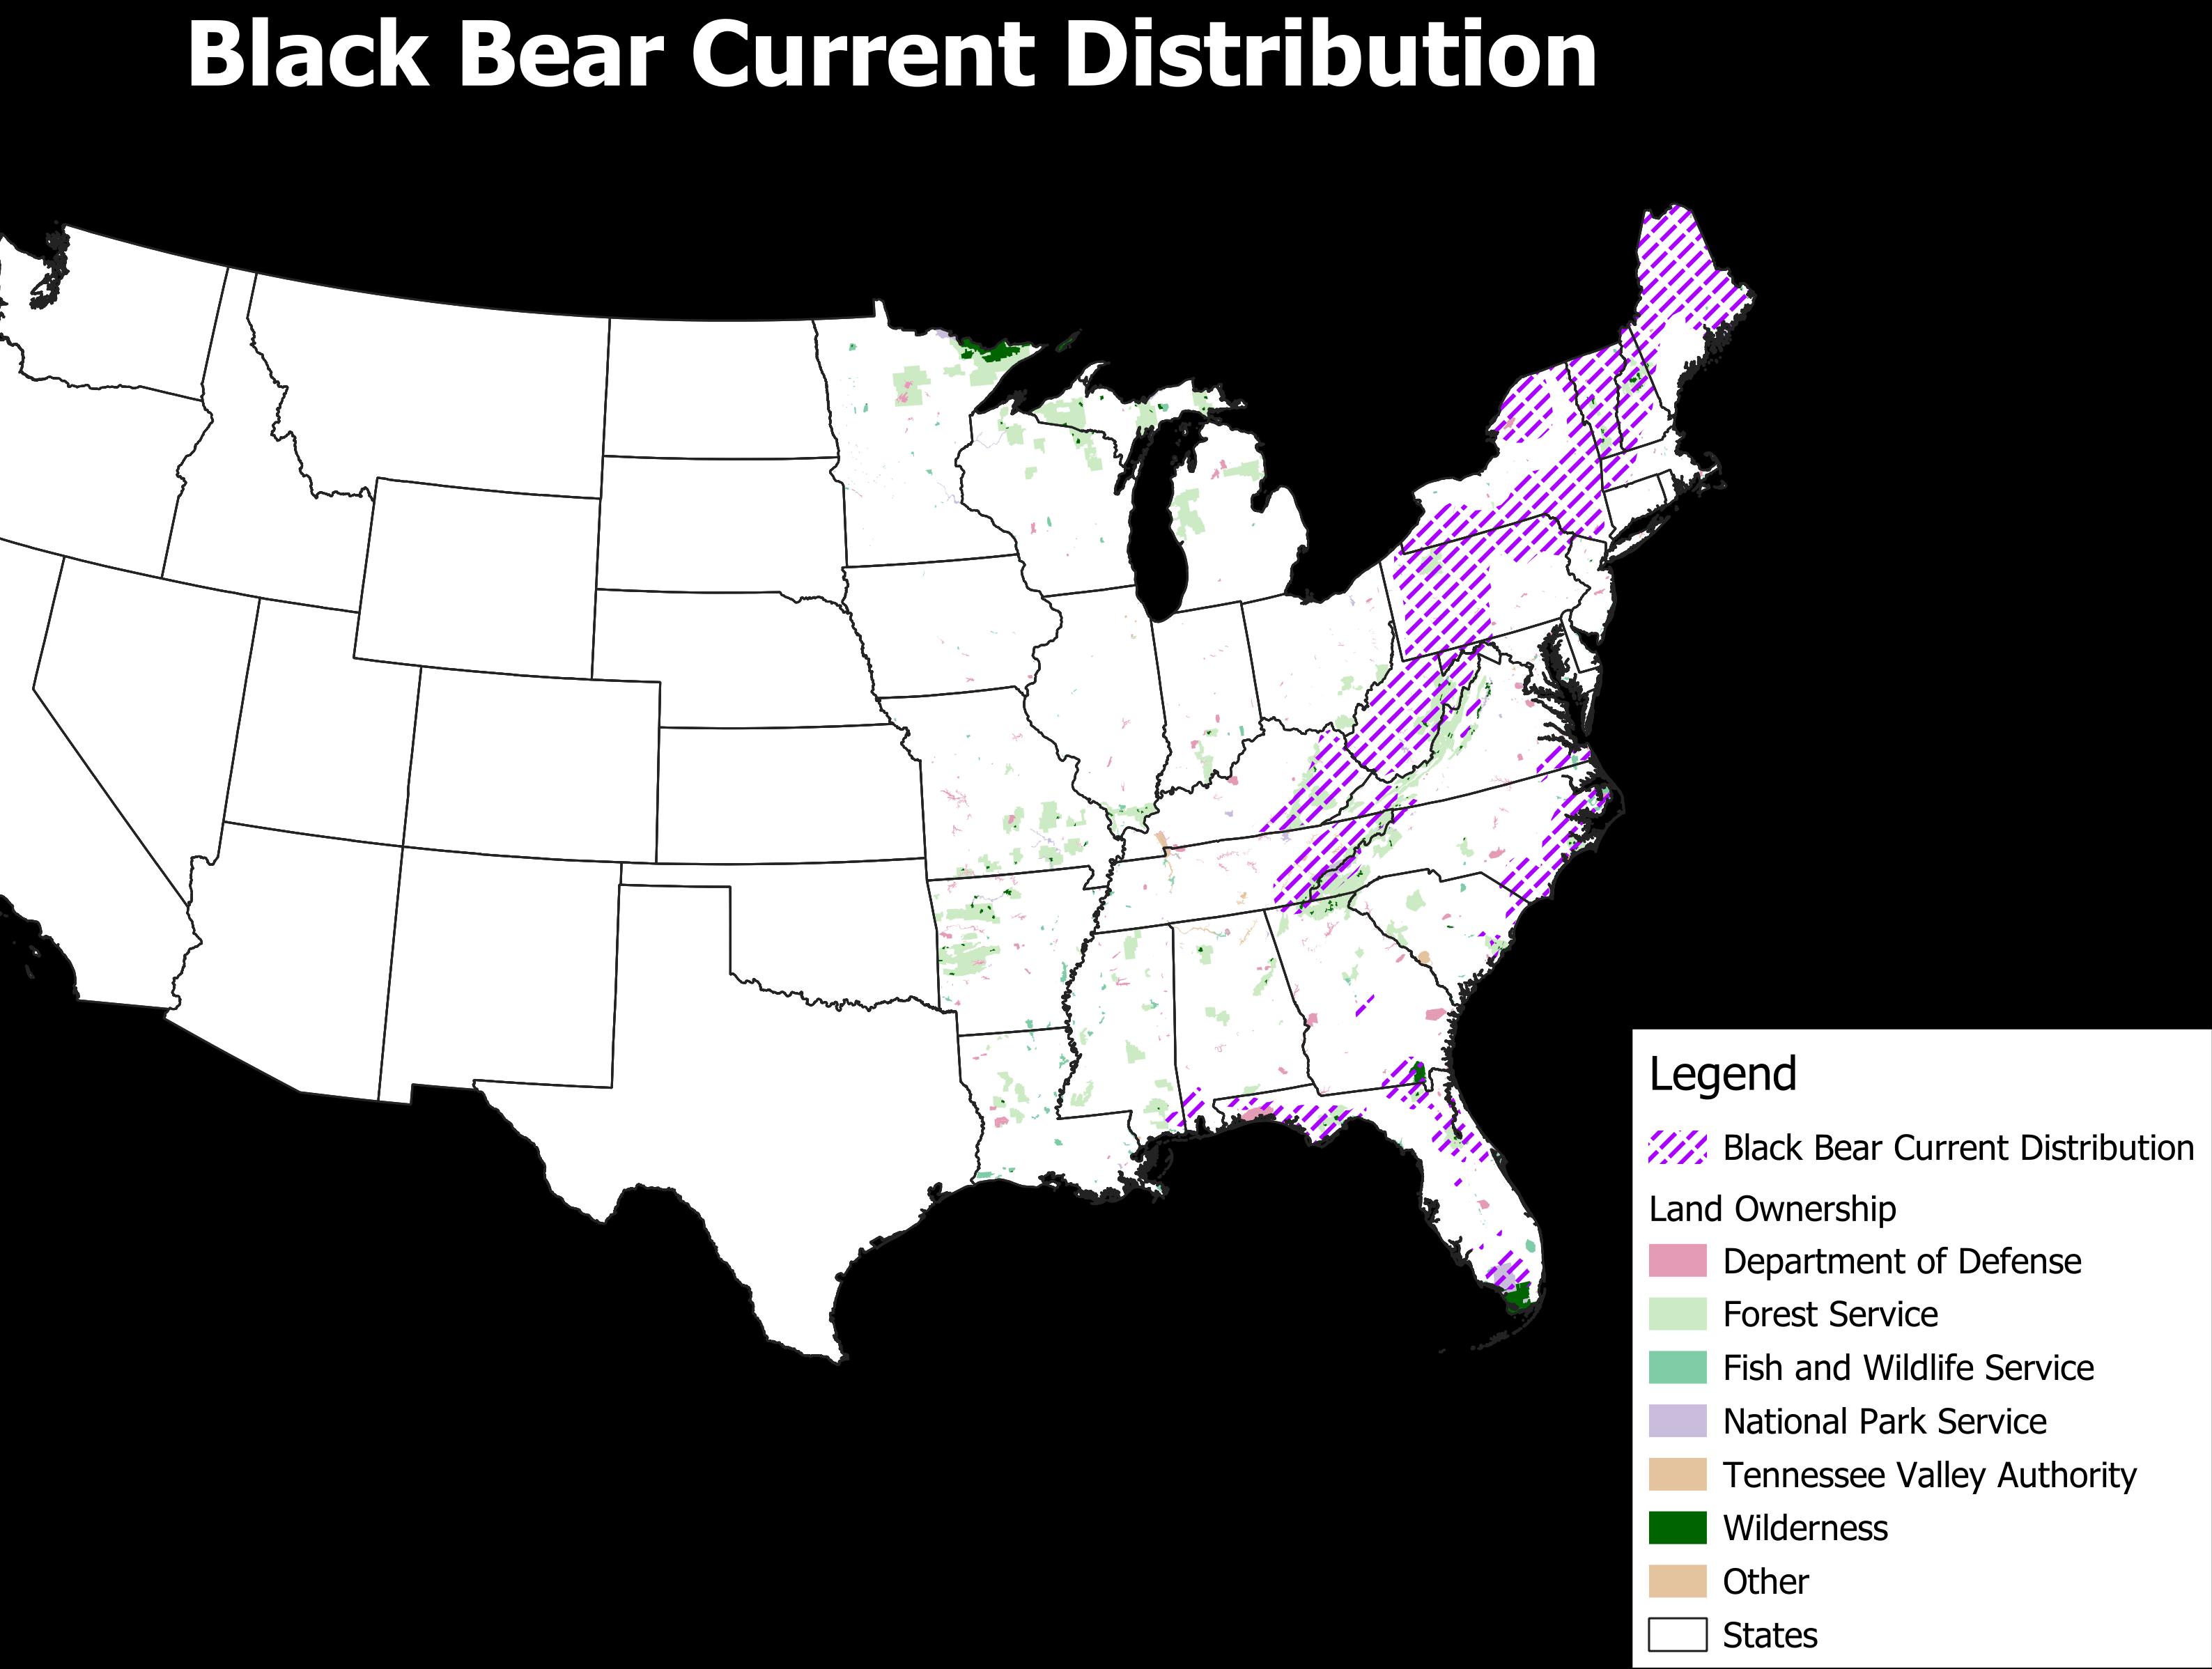 Black Bear Current Distribution
Legend
Black Bear Current Distribution
Land Ownership
Department of Defense
Forest Service
Fish and Wildlife Service
National Park Service
Tennessee Valley Authority
Wilderness
Other
States